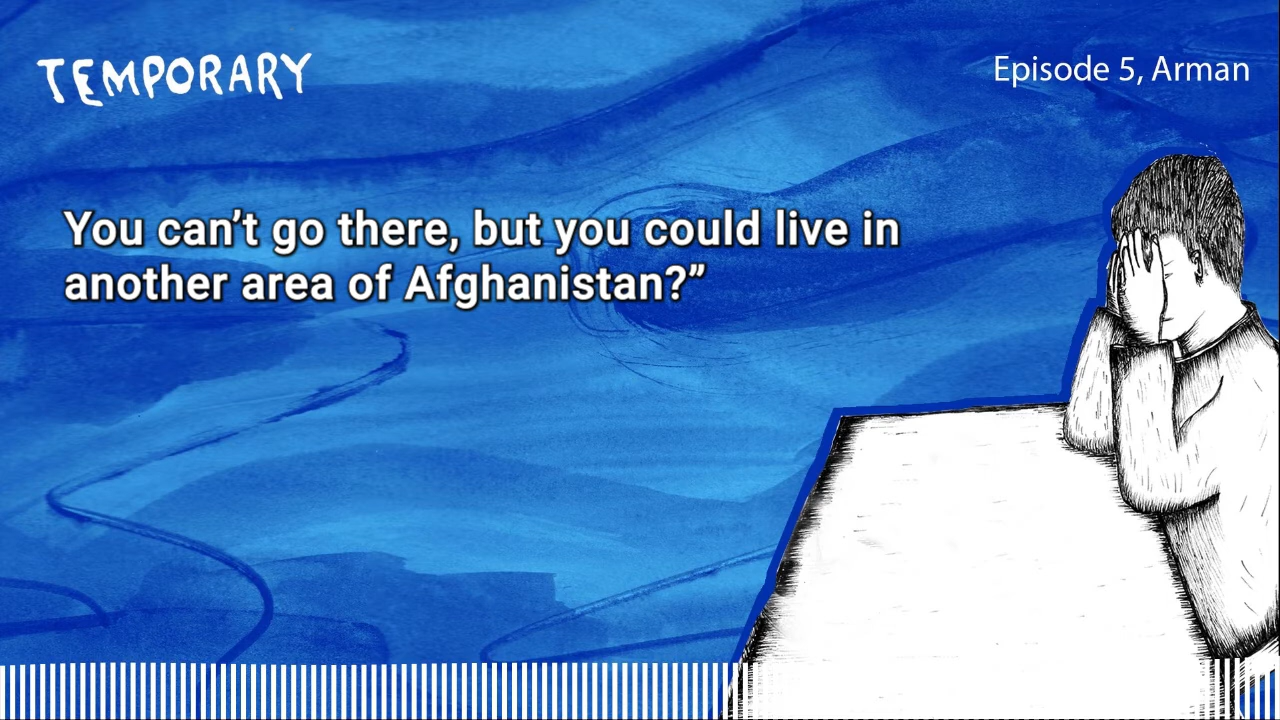 TEMPORARY
Episode 5, Arman
You can’t go there, but you could live in
another area of Afghanistan?”